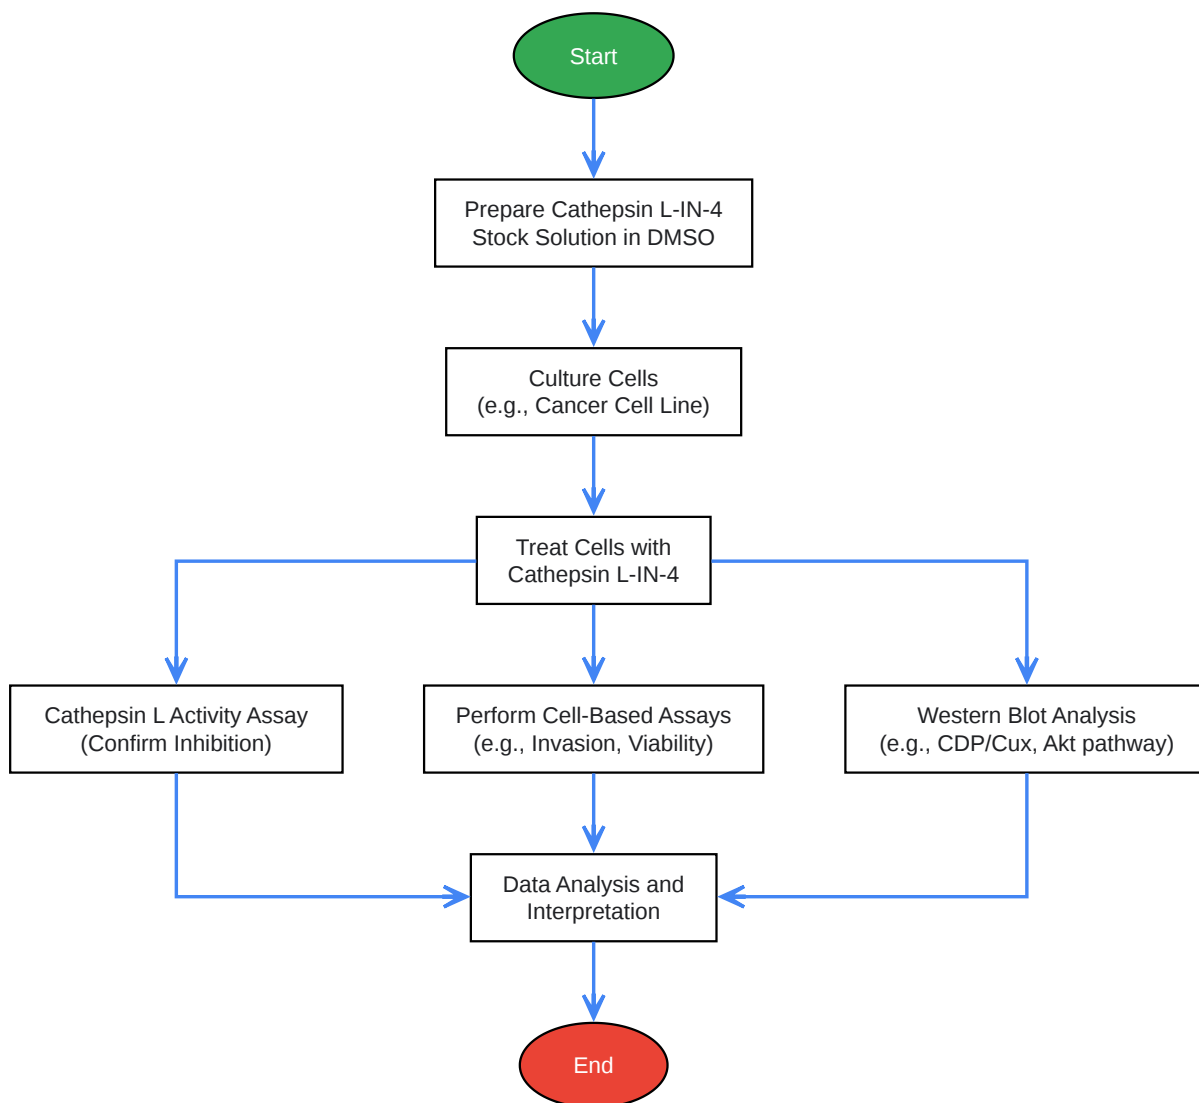 Start
Prepare Cathepsin L-IN-4
Stock Solution in DMSO
Culture Cells
(e.g., Cancer Cell Line)
Treat Cells with
Cathepsin L-IN-4
Cathepsin L Activity Assay
(Confirm Inhibition)
Perform Cell-Based Assays
(e.g., Invasion, Viability)
Western Blot Analysis
(e.g., CDP/Cux, Akt pathway)
Data Analysis and
Interpretation
End